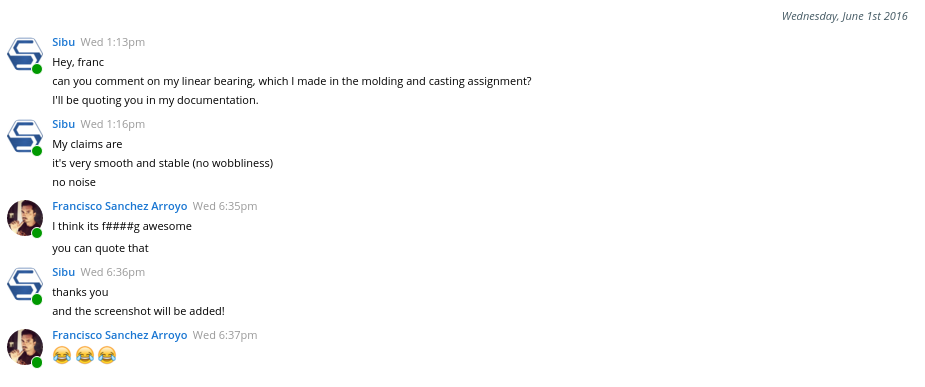 Wednesday, June 1st 2016
Sibu Wed 1:13pm
Hey, franc
can you comment on my linear bearing, which I made in the molding and casting assignment?
I'll be quoting you in my documentation.
Sibu Wed 1:16pm
My claims are
it's very smooth and stable (no wobbliness)
no noise
Francisco Sanchez Arroyo Wed 6:35pm
I think its f####g awesome
you can quote that
Sibu Wed 6:36pm
thanks you
and the screenshot will be added!
Francisco Sanchez Arroyo Wed 6:37pm
😂 😂 😂